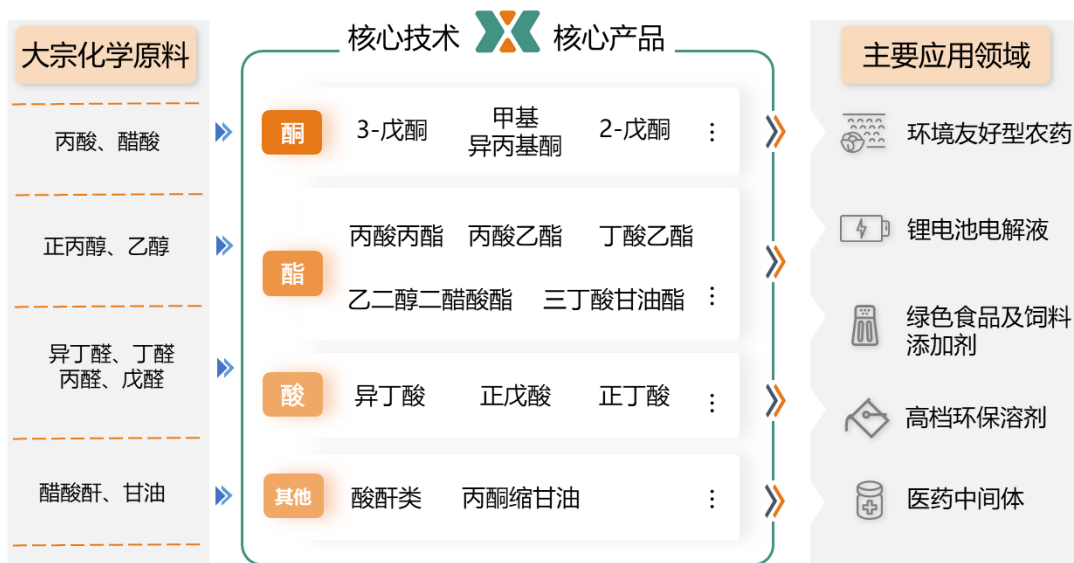 大宗化学原料
丙酸、醋酸
正丙醇、乙醇
异丁醛、丁醛
丙醛、戊醛
醋酸酐、甘油
核心技术 核心产品
酮
3-戊酮 甲基
异丙基酮 2-戊酮 ⋮
酯
丙酸丙酯 丙酸乙酯 丁酸乙酯
乙二醇二醋酸酯 三丁酸甘油酯 ⋮
酸
异丁酸 正戊酸 正丁酸 ⋮
其他
酸酐类 丙酮缩甘油 ⋮
主要应用领域
环境友好型农药
锂电池电解液
绿色食品及饲料
添加剂
高档环保溶剂
医药中间体